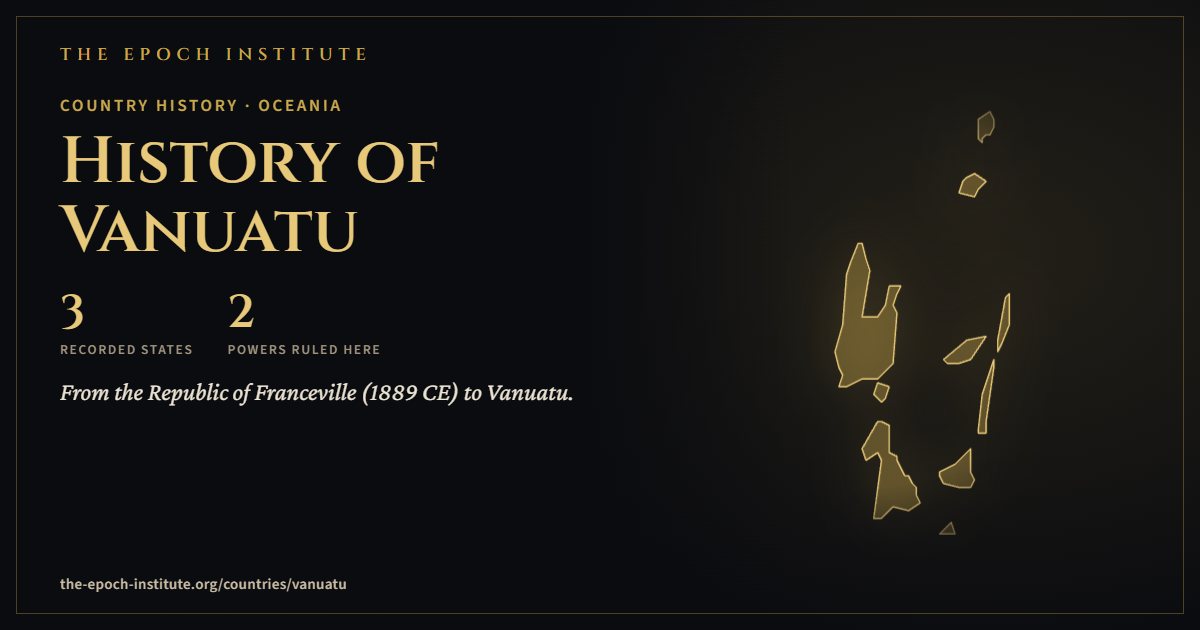 THE EPOCH INSTITUTE
COUNTRY HISTORY · OCEANIA
HISTORY OF
VANUATU
3 2
RECORDED STATES POWERS RULED HERE
From the Republic of Franceville (1889 CE) to Vanuatu.
the-epoch-institute.org/countries/vanuatu